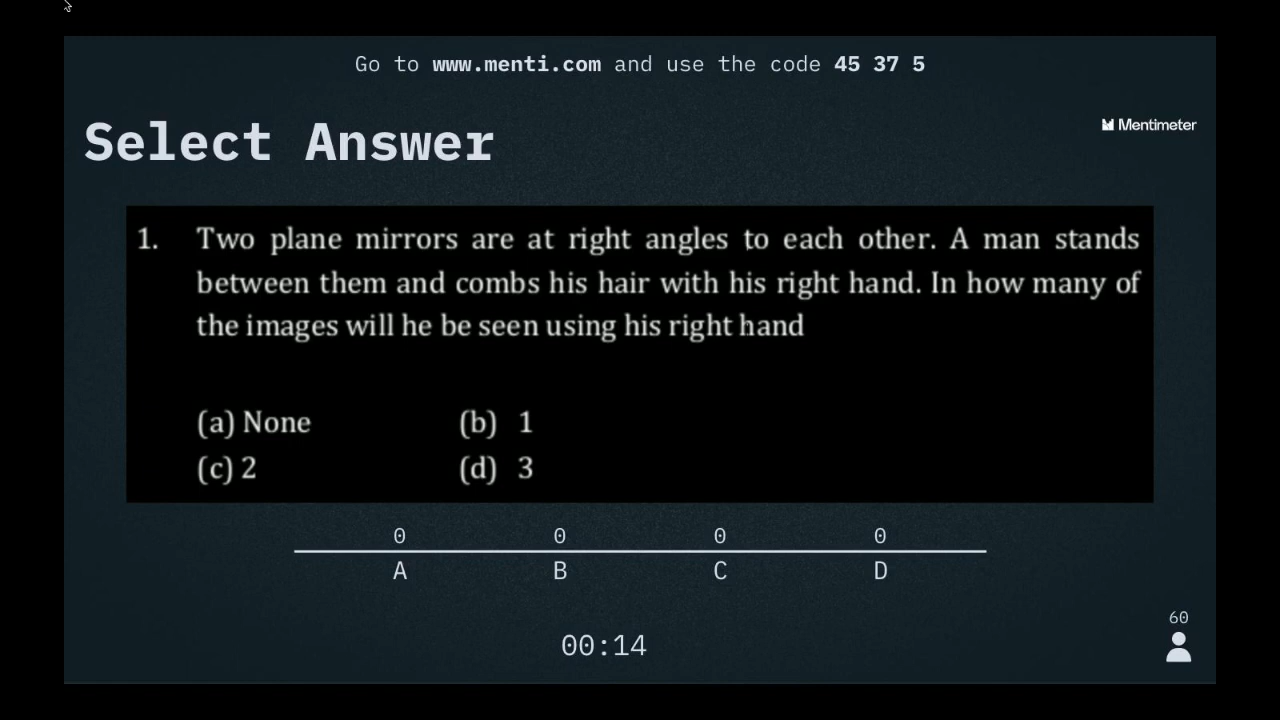 Go to www.menti.com and use the code 45 37 5
Mentimeter
Select Answer
1. Two plane mirrors are at right angles to each other. A man stands
between them and combs his hair with his right hand. In how many of
the images will he be seen using his right hand
(a) None (b) 1
(c) 2 (d) 3
0 0 0 0
A B C D
60
00:14